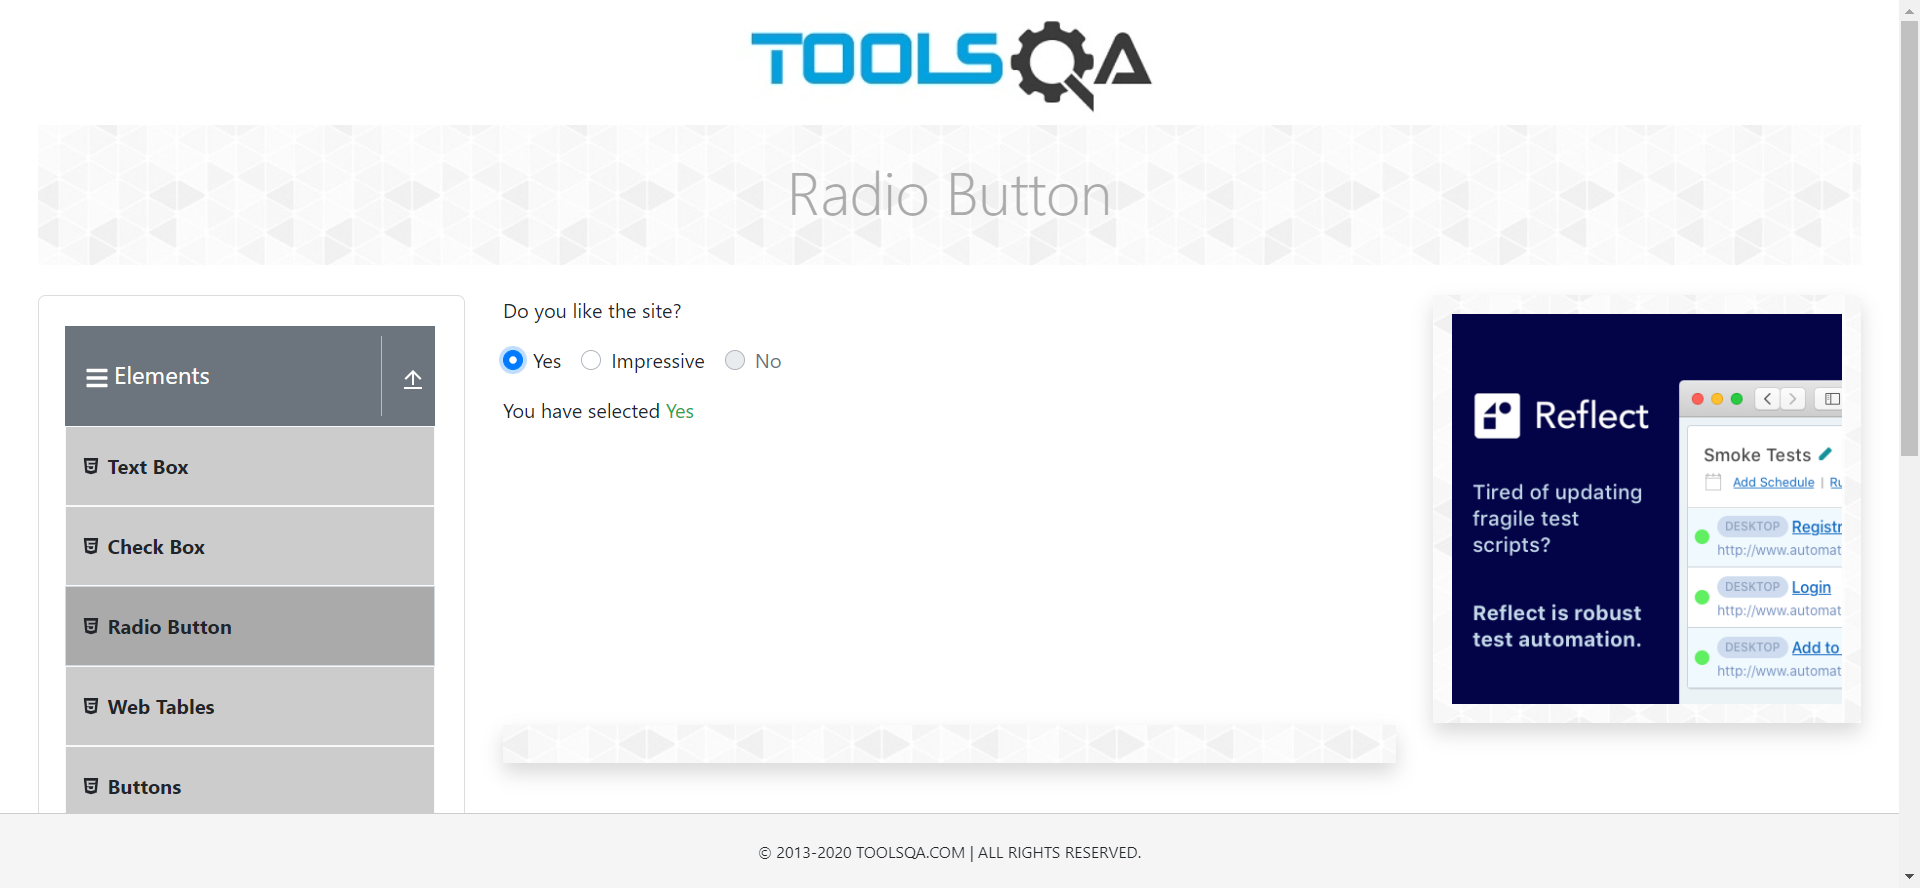 TOOLSQA
Radio Button
Elements
Text Box
Check Box
Radio Button
Web Tables
Buttons
Do you like the site?
Yes Impressive No
You have selected Yes
Reflect
Tired of updating
fragile test
scripts?
Reflect is robust
test automation.
Smoke Tests
Add Schedule | Ru
DESKTOP Registr
http://www.automat
DESKTOP Login
http://www.automat
DESKTOP Add to
http://www.automat
© 2013-2020 TOOLSQA.COM | ALL RIGHTS RESERVED.